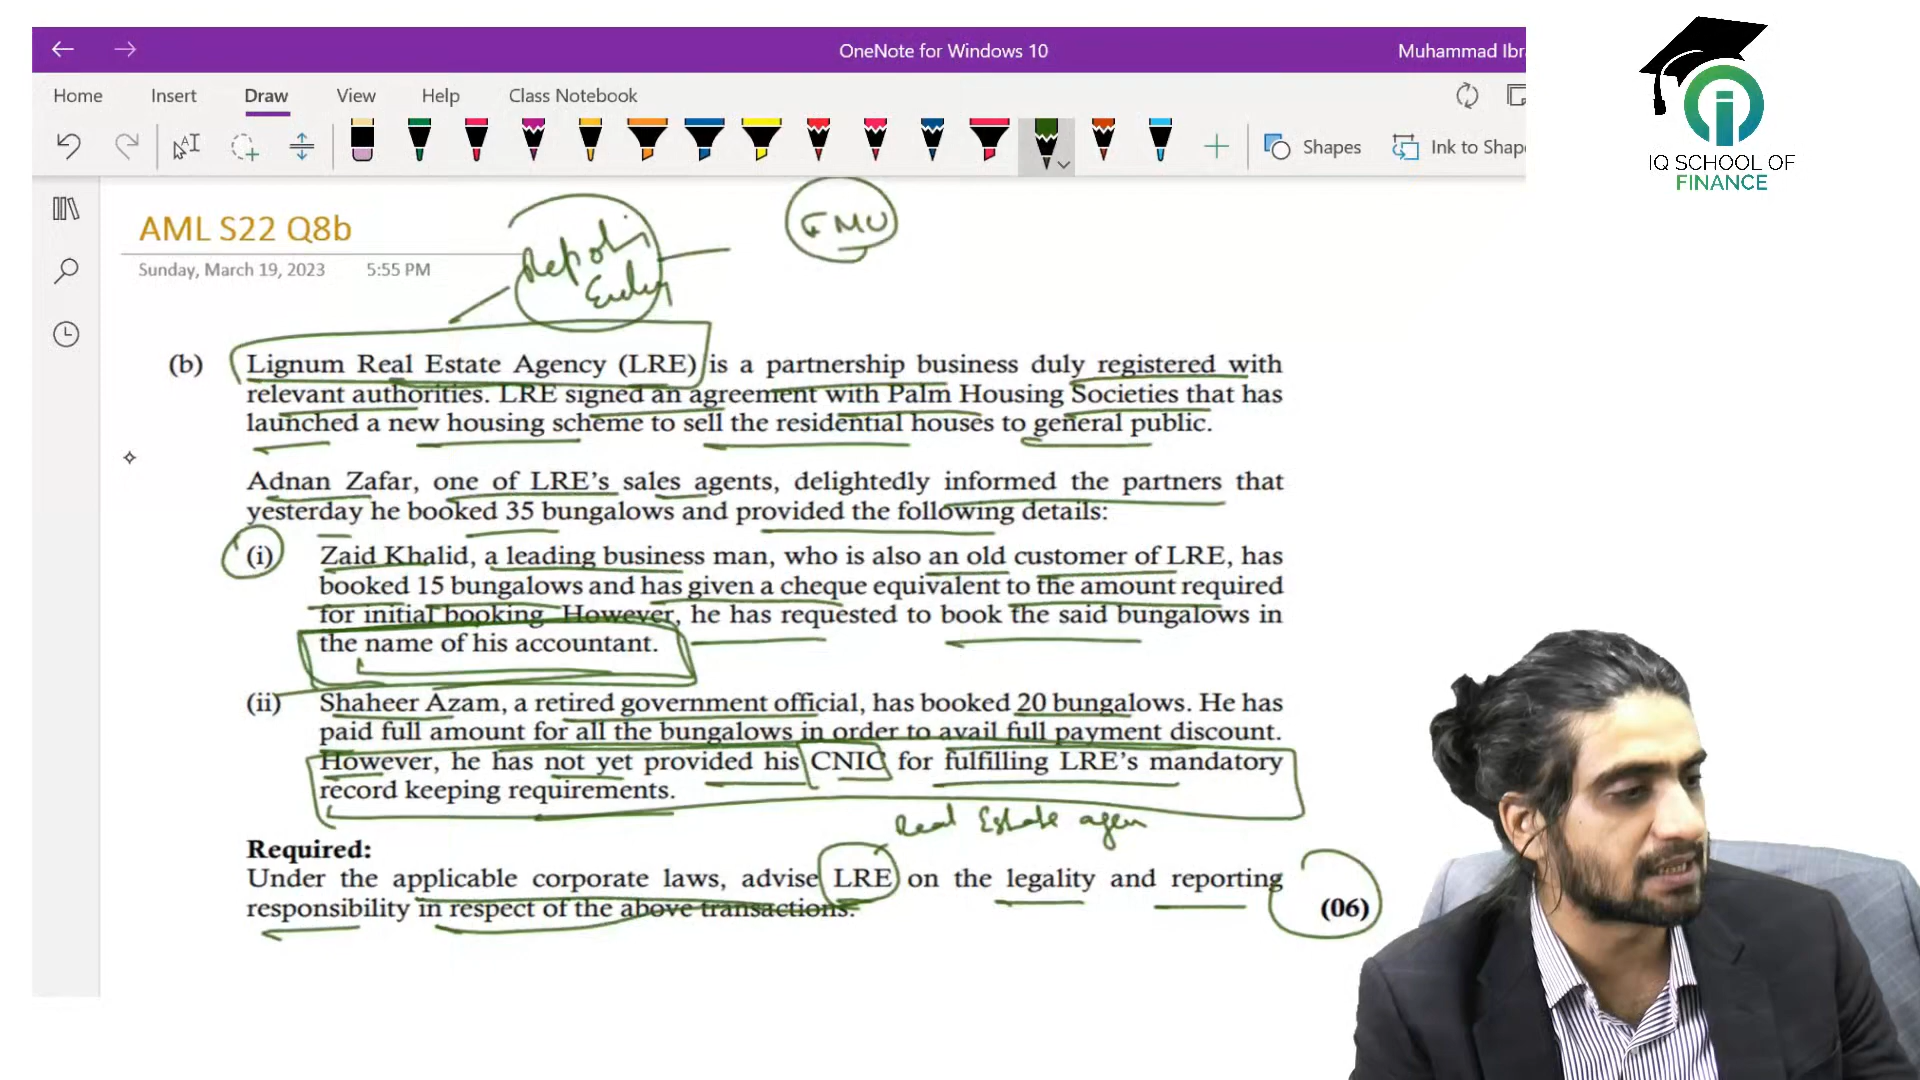 OneNote for Windows 10
Muhammad Ibr
Home Insert Draw View Help Class Notebook
Shapes
Ink to Shap
IQ SCHOOL OF
FINANCE
AML S22 Q8b
Sunday, March 19, 2023 5:55 PM
FMU
(b) Lignum Real Estate Agency (LRE) is a partnership business duly registered with
relevant authorities. LRE signed an agreement with Palm Housing Societies that has
launched a new housing scheme to sell the residential houses to general public.
Adnan Zafar, one of LRE's sales agents, delightedly informed the partners that
yesterday he booked 35 bungalows and provided the following details:
(i) Zaid Khalid, a leading business man, who is also an old customer of LRE, has
booked 15 bungalows and has given a cheque equivalent to the amount required
for initial booking. However, he has requested to book the said bungalows in
the name of his accountant.
(ii) Shaheer Azam, a retired government official, has booked 20 bungalows. He has
paid full amount for all the bungalows in order to avail full payment discount.
However, he has not yet provided his CNIC for fulfilling LRE's mandatory
record keeping requirements.
Real Estate agen
Required:
Under the applicable corporate laws, advise LRE on the legality and reporting
responsibility in respect of the above transactions.
(06)